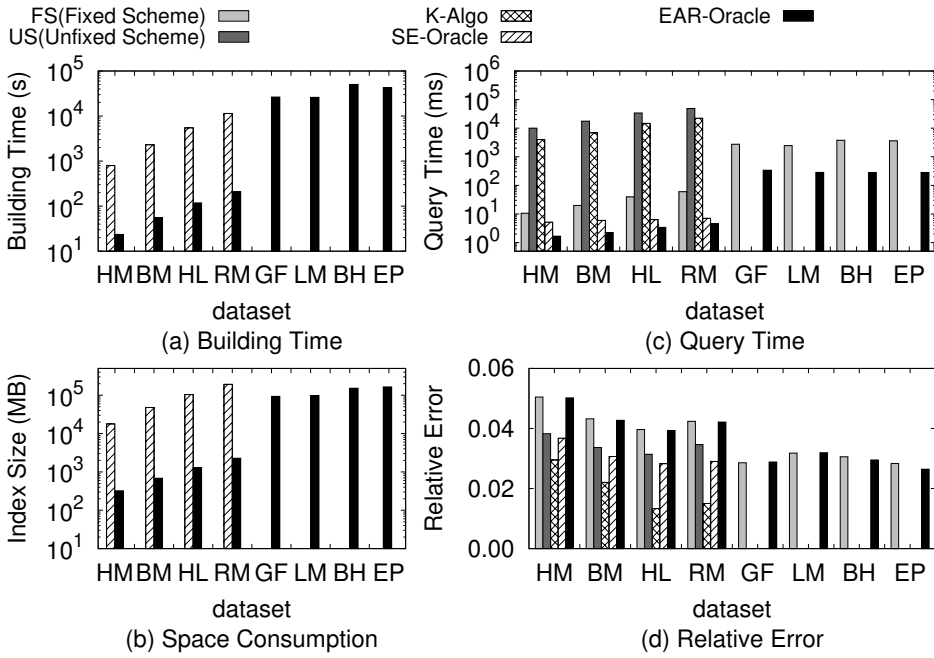 FS(Fixed Scheme) K-Algo EAR-Oracle
US(Unfixed Scheme) SE-Oracle
Building Time (s)
10^5
10^4
10^3
10^2
10^1
HM BM HL RM GF LM BH EP
dataset
(a) Building Time
Query Time (ms)
10^6
10^5
10^4
10^3
10^2
10^1
10^0
HM BM HL RM GF LM BH EP
dataset
(c) Query Time
Index Size (MB)
10^5
10^4
10^3
10^2
10^1
HM BM HL RM GF LM BH EP
dataset
(b) Space Consumption
Relative Error
0.06
0.04
0.02
0.00
HM BM HL RM GF LM BH EP
dataset
(d) Relative Error